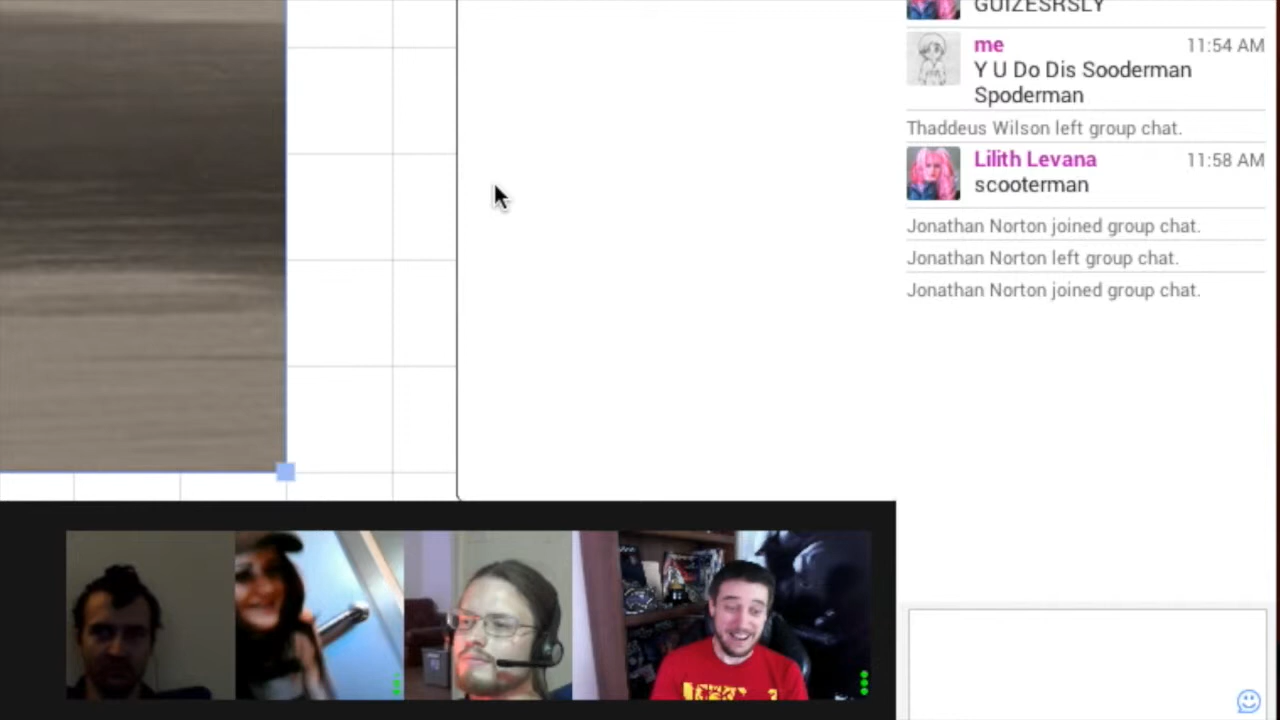 GUIZESRSLY
me 11:54 AM
Y U Do Dis Sooderman
Spoderman
Thaddeus Wilson left group chat.
Lilith Levana 11:58 AM
scooterman
Jonathan Norton joined group chat.
Jonathan Norton left group chat.
Jonathan Norton joined group chat.